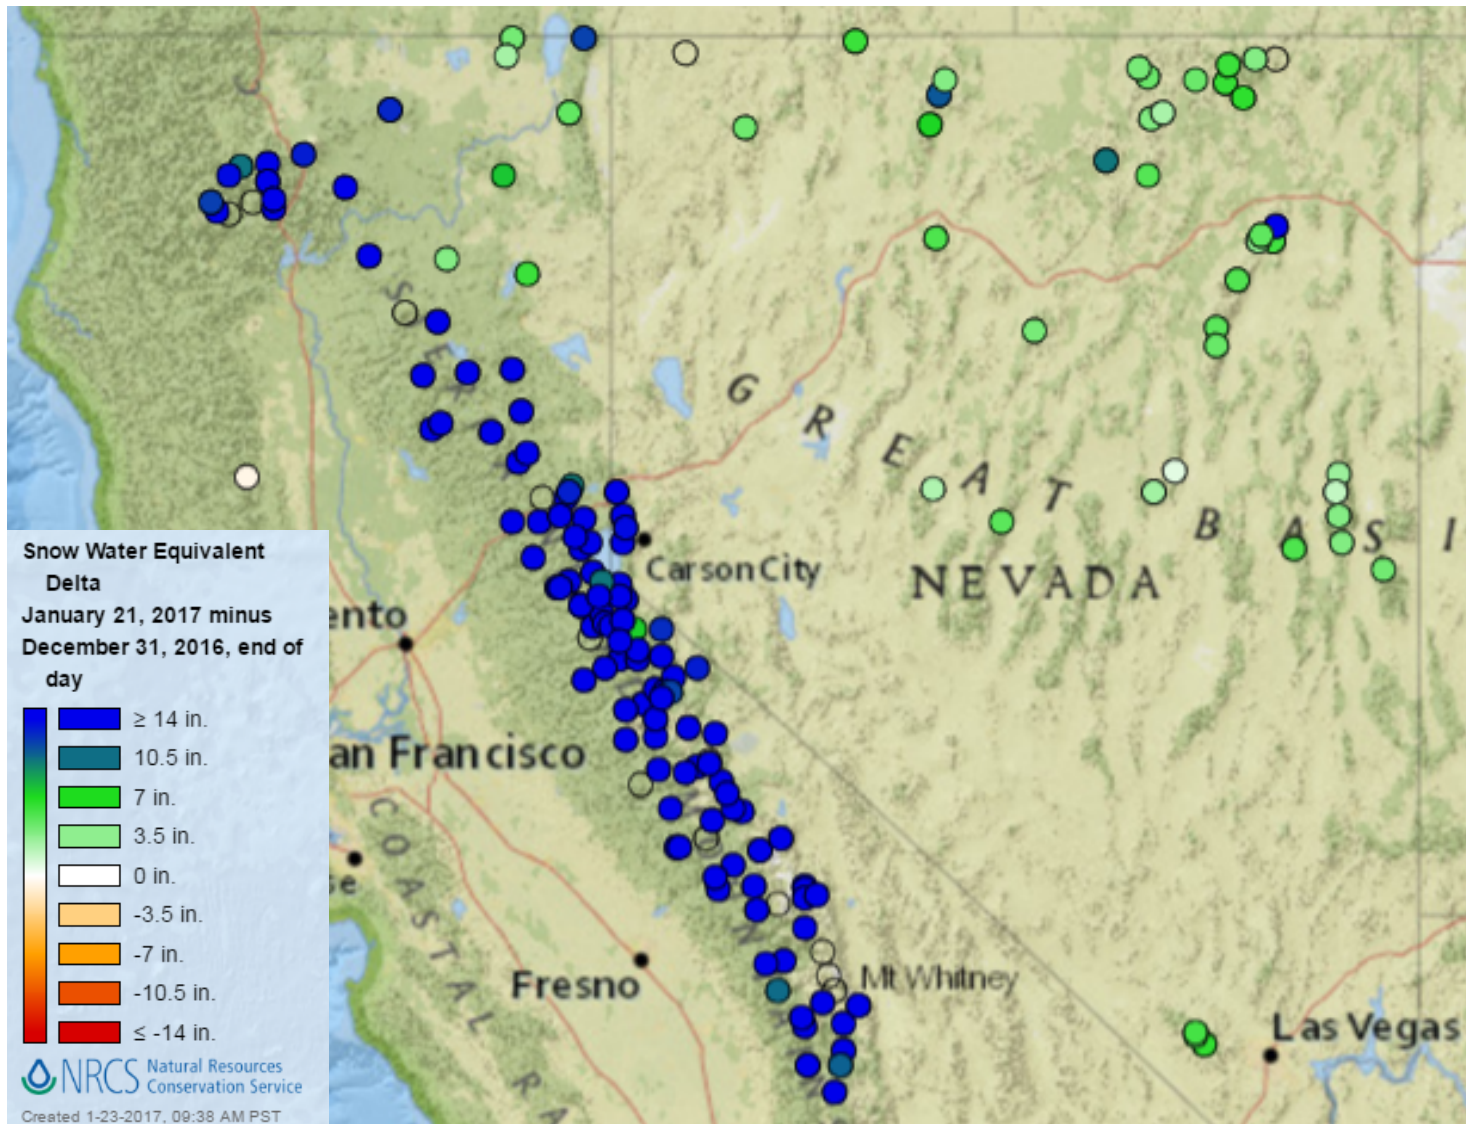 Snow Water Equivalent
Delta
January 21, 2017 minus
December 31, 2016, end of
day
≥ 14 in.
10.5 in.
7 in.
3.5 in.
0 in.
-3.5 in.
-7 in.
-10.5 in.
≤ -14 in.
NRCS Natural Resources
Conservation Service
Created 1-23-2017, 09:38 AM PST
GREAT BASI
Carson City
NEVADA
ento
an Francisco
se
COASTAL RA
Fresno
Mt Whitney
Las Vegas